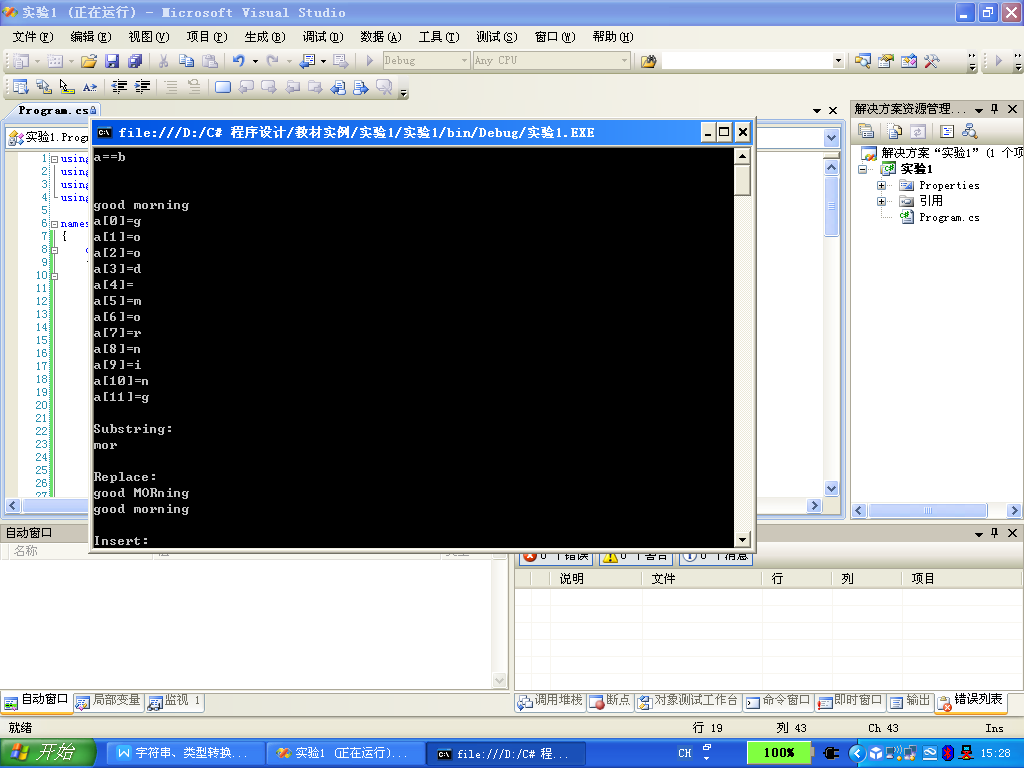 实验1 (正在运行) - Microsoft Visual Studio
文件(F) 编辑(E) 视图(V) 项目(P) 生成(B) 调试(D) 数据(A) 工具(T) 测试(S) 窗口(W) 帮助(H)
Debug Any CPU
Program.cs
解决方案资源管理...
实验1.Prog
file:///D:/C# 程序设计/教材实例/实验1/实验1/bin/Debug/实验1.EXE
a==b
good morning
a[0]=g
a[1]=o
a[2]=o
a[3]=d
a[4]=
a[5]=m
a[6]=o
a[7]=r
a[8]=n
a[9]=i
a[10]=n
a[11]=g
Substring:
mor
Replace:
good MORning
good morning
Insert:
1 using
2 using
3 using
4 using
5
6 names
7 {
8
9
10
11
12
13
14
15
16
17
18
19
20
21
22
23
24
25
26
27
解决方案“实验1” (1 个项
实验1
Properties
引用
Program.cs
自动窗口
名称 值 类型
0 个错误 0 个警告 0 个消息
说明 文件 行 列 项目
自动窗口 局部变量 监视 1
调用堆栈 断点 对象测试工作台 命令窗口 即时窗口 输出 错误列表
就绪 行 19 列 43 Ch 43 Ins
开始 字符串、类型转换... 实验1 (正在运行)... file:///D:/C# 程... CH 100% 15:28